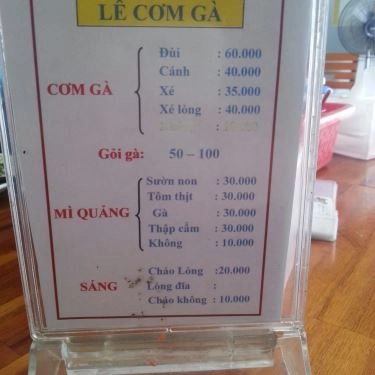 LÊ CƠM GÀ
CƠM GÀ
Đùi : 60.000
Cánh : 40.000
Xé : 35.000
Xé lòng : 40.000
Gỏi gà: 50 – 100
MÌ QUẢNG
Sườn non : 30.000
Tôm thịt : 30.000
Gà : 30.000
Thập cẩm : 30.000
Không : 10.000
SÁNG
Cháo Lòng :20.000
Lòng đĩa :
Cháo không : 10.000